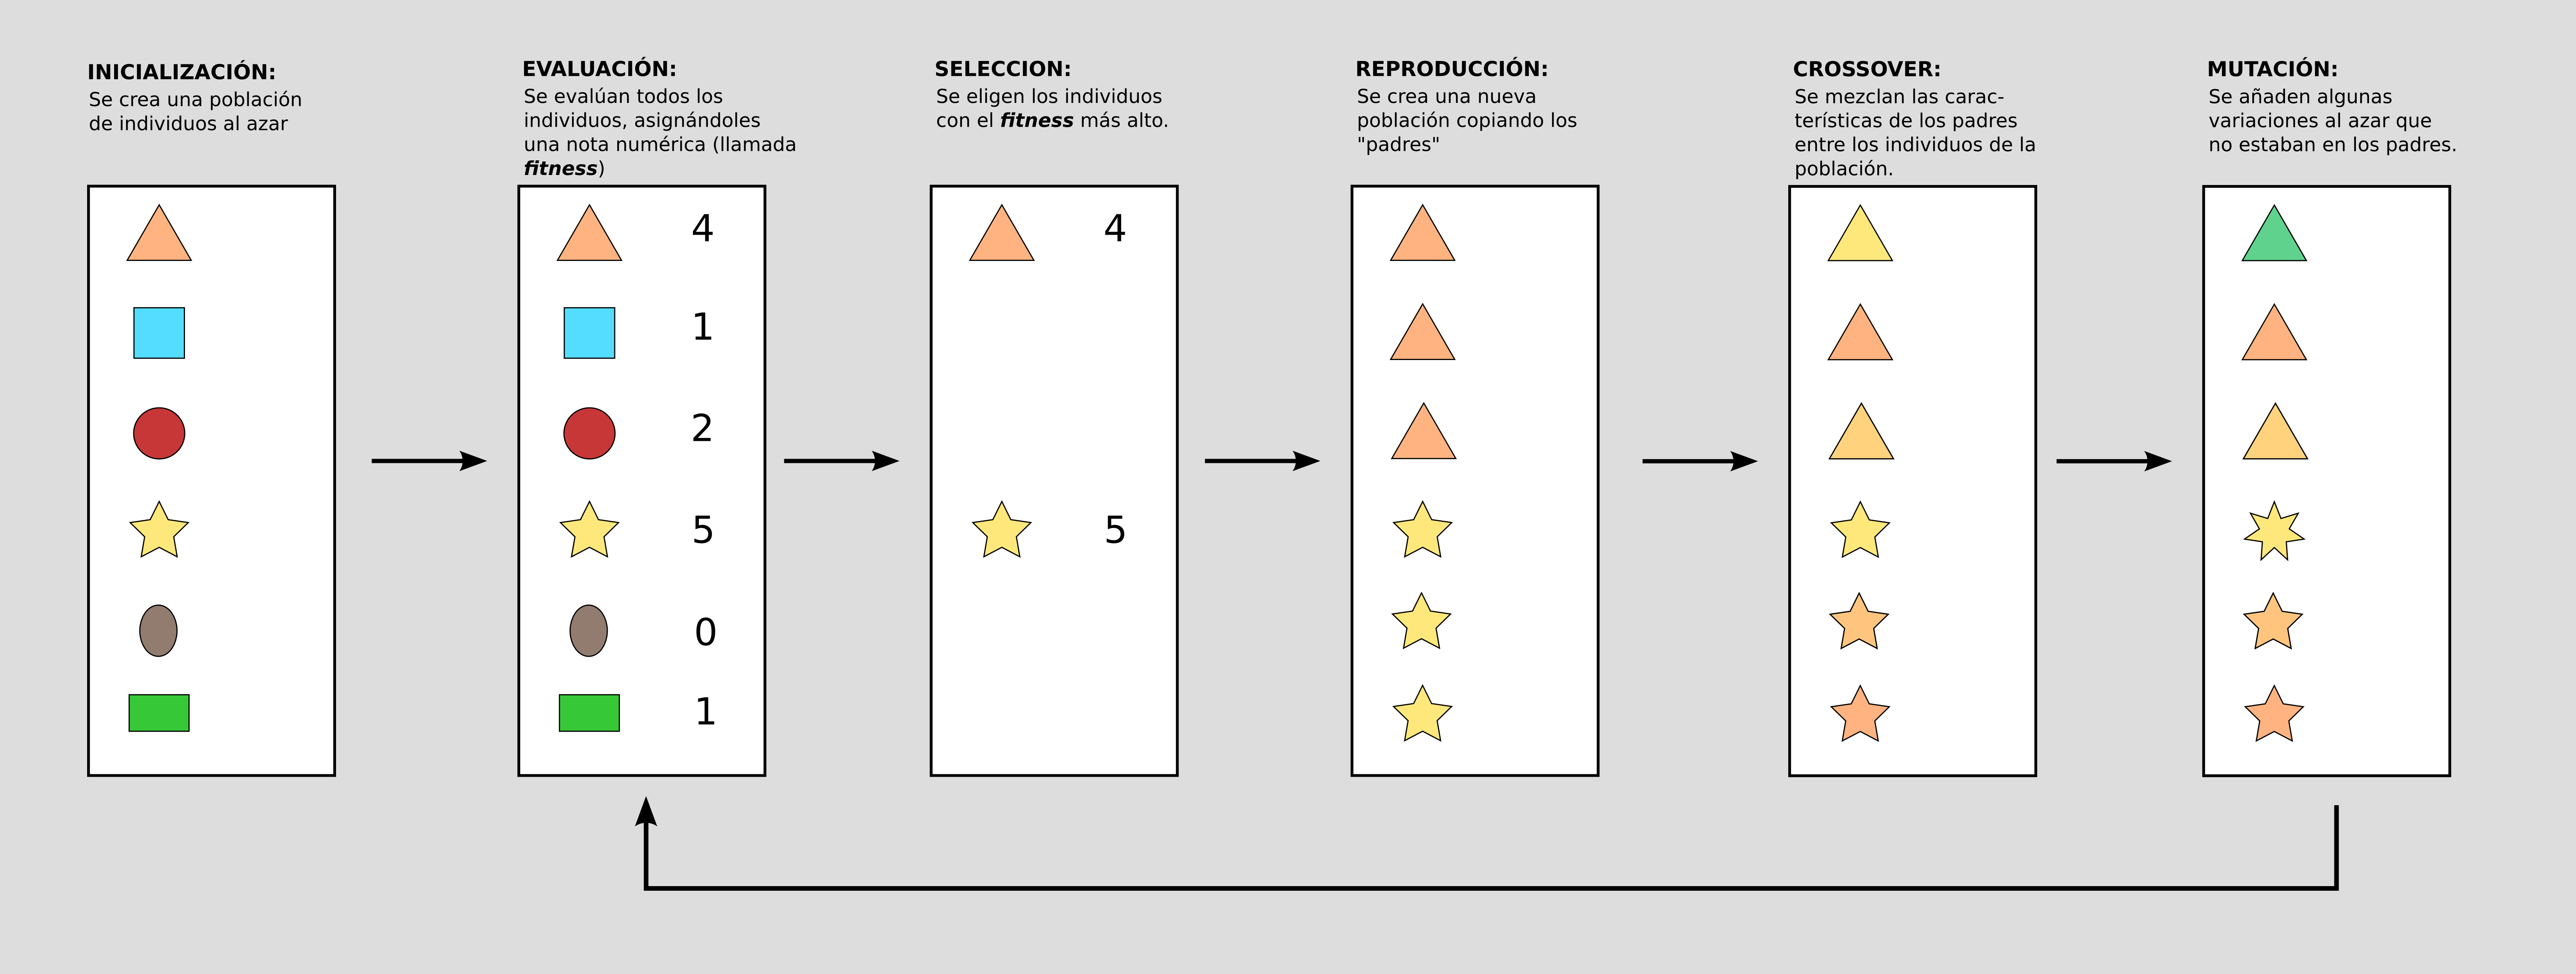 INICIALIZACIÓN:
Se crea una población
de individuos al azar
EVALUACIÓN:
Se evalúan todos los
individuos, asignándoles
una nota numérica (llamada
fitness)
SELECCION:
Se eligen los individuos
con el fitness más alto.
REPRODUCCIÓN:
Se crea una nueva
población copiando los
"padres"
CROSSOVER:
Se mezclan las carac-
terísticas de los padres
entre los individuos de la
población.
MUTACIÓN:
Se añaden algunas
variaciones al azar que
no estaban en los padres.
4
1
2
5
0
1
4
5